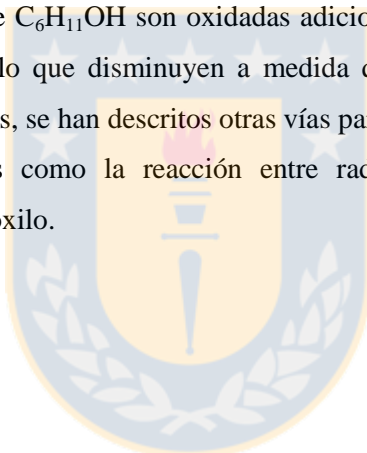 e C₆H₁₁OH son oxidadas adicio
lo que disminuyen a medida
s, se han descritos otras vías par
s como la reacción entre rad
oxilo.